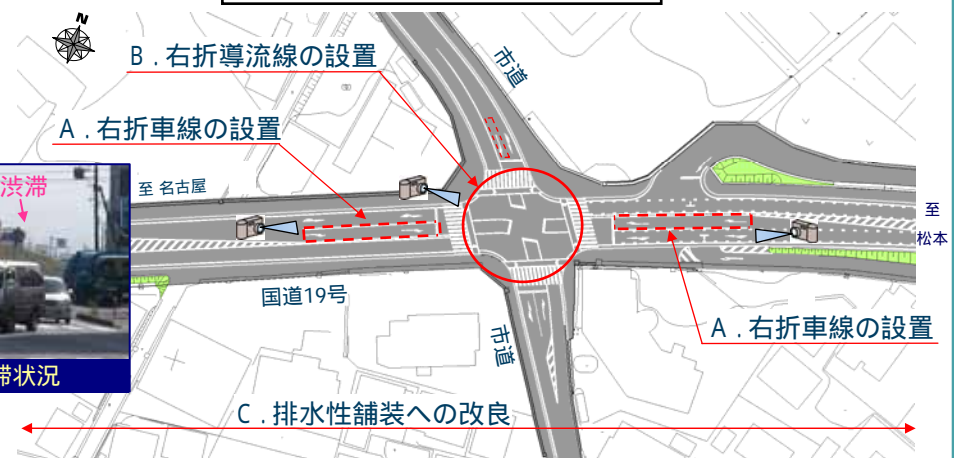 N
B．右折導流線の設置
市道
A．右折車線の設置
渋滞
至 名古屋
至
松本
国道19号
A．右折車線の設置
市道
滞状況
C．排水性舗装への改良